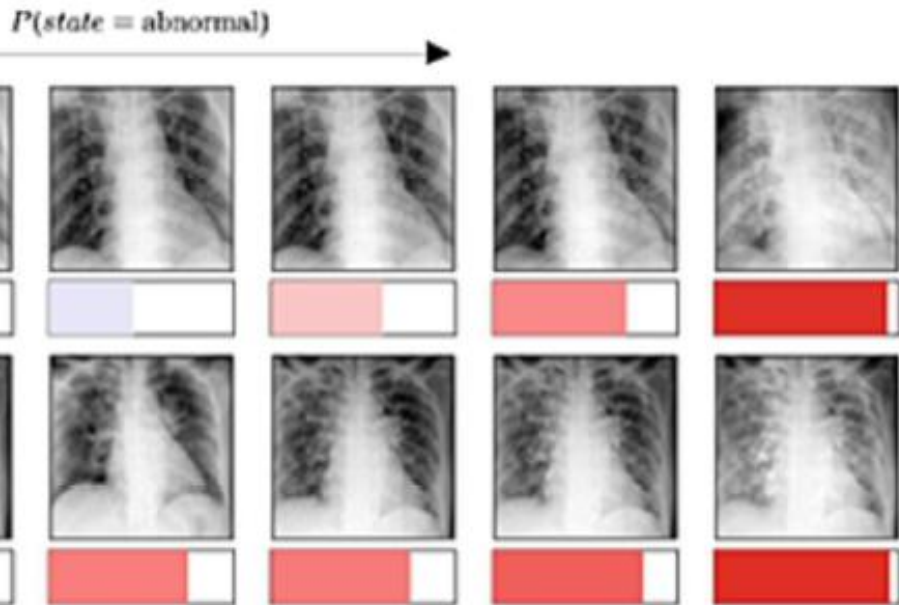 P(state = abnormal)